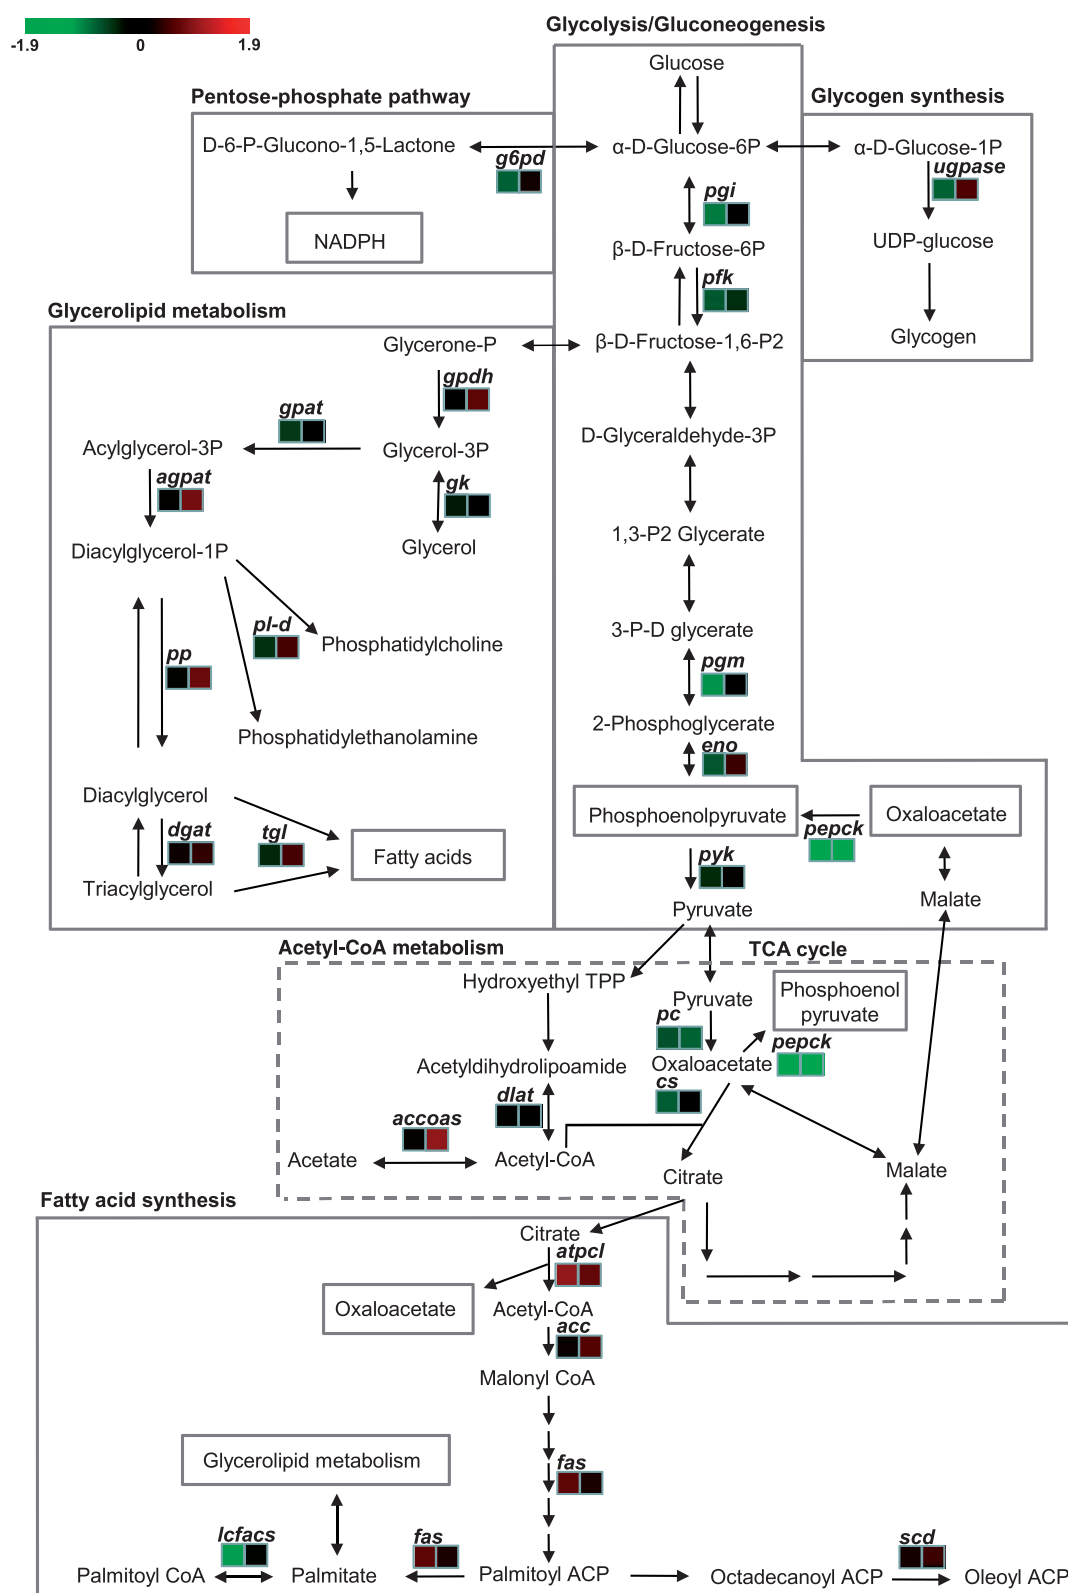 Glycolysis/Gluconeogenesis
-1.9 0 1.9
Glucose
Pentose-phosphate pathway
Glycogen synthesis
D-6-P-Glucono-1,5-Lactone
α-D-Glucose-6P
α-D-Glucose-1P
g6pd
ugpase
pgi
NADPH
β-D-Fructose-6P
UDP-glucose
pfk
Glycerolipid metabolism
Glycerone-P
β-D-Fructose-1,6-P2
Glycogen
gpdh
gpat
Acylglycerol-3P
Glycerol-3P
D-Glyceraldehyde-3P
agpat
gk
Diacylglycerol-1P
Glycerol
1,3-P2 Glycerate
pl-d
Phosphatidylcholine
3-P-D glycerate
pp
pgm
Phosphatidylethanolamine
2-Phosphoglycerate
eno
Diacylglycerol
Phosphoenolpyruvate
Oxaloacetate
dgat
tgl
pepck
Fatty acids
pyk
Triacylglycerol
Pyruvate
Malate
Acetyl-CoA metabolism
TCA cycle
Hydroxyethyl TPP
Pyruvate
Phosphoenol
pyruvate
pc
Acetyldihydrolipoamide
Oxaloacetate
pepck
dlat
cs
accoas
Acetate
Acetyl-CoA
Citrate
Malate
Fatty acid synthesis
Citrate
atpcl
Oxaloacetate
Acetyl-CoA
acc
Malonyl CoA
Glycerolipid metabolism
fas
lcfacs
fas
scd
Palmitoyl CoA
Palmitate
Palmitoyl ACP
Octadecanoyl ACP
Oleoyl ACP